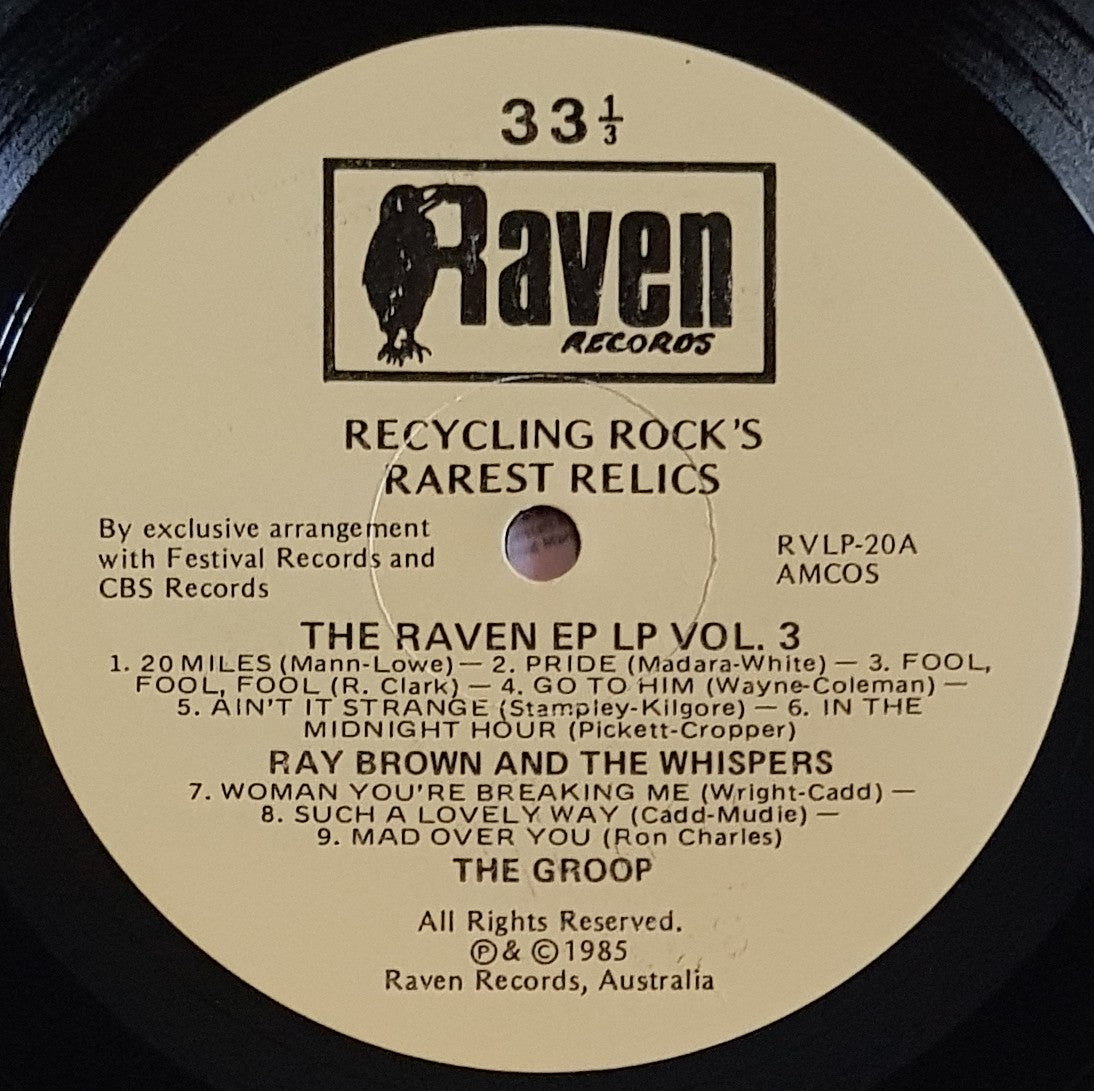 33⅓
Raven
RECORDS
RECYCLING ROCK'S
RAREST RELICS
By exclusive arrangement
with Festival Records and
CBS Records
RVLP-20A
AMCOS
THE RAVEN EP LP VOL. 3
1. 20 MILES (Mann-Lowe) — 2. PRIDE (Madara-White) — 3. FOOL,
FOOL, FOOL (R. Clark) — 4. GO TO HIM (Wayne-Coleman) —
5. AIN'T IT STRANGE (Stampley-Kilgore) — 6. IN THE
MIDNIGHT HOUR (Pickett-Cropper)
RAY BROWN AND THE WHISPERS
7. WOMAN YOU'RE BREAKING ME (Wright-Cadd) —
8. SUCH A LOVELY WAY (Cadd-Mudie) —
9. MAD OVER YOU (Ron Charles)
THE GROOP
All Rights Reserved.
℗ & © 1985
Raven Records, Australia